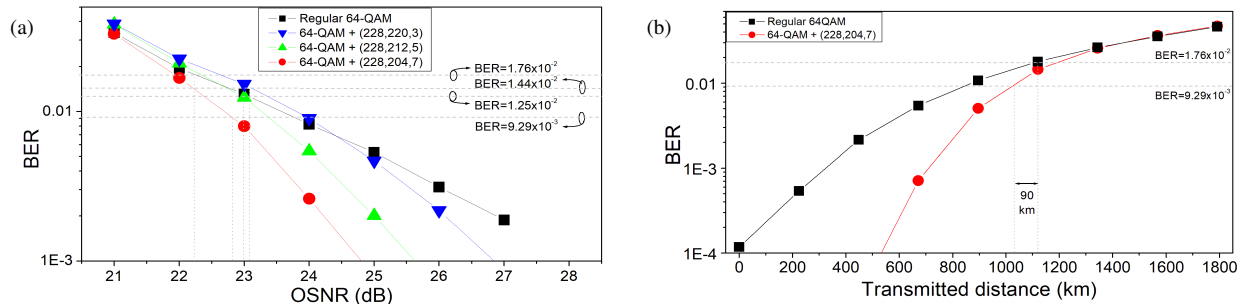 (a)
Regular 64-QAM
64-QAM + (228,220,3)
64-QAM + (228,212,5)
64-QAM + (228,204,7)
BER=1.76x10-2
BER=1.44x10-2
BER=1.25x10-2
BER=9.29x10-3
0.01
1E-3
BER
21 22 23 24 25 26 27 28
OSNR (dB)
(b)
Regular 64QAM
64-QAM + (228,204,7)
BER=1.76x10-2
BER=9.29x10-3
90
km
0.01
1E-3
1E-4
BER
0 200 400 600 800 1000 1200 1400 1600 1800
Transmitted distance (km)